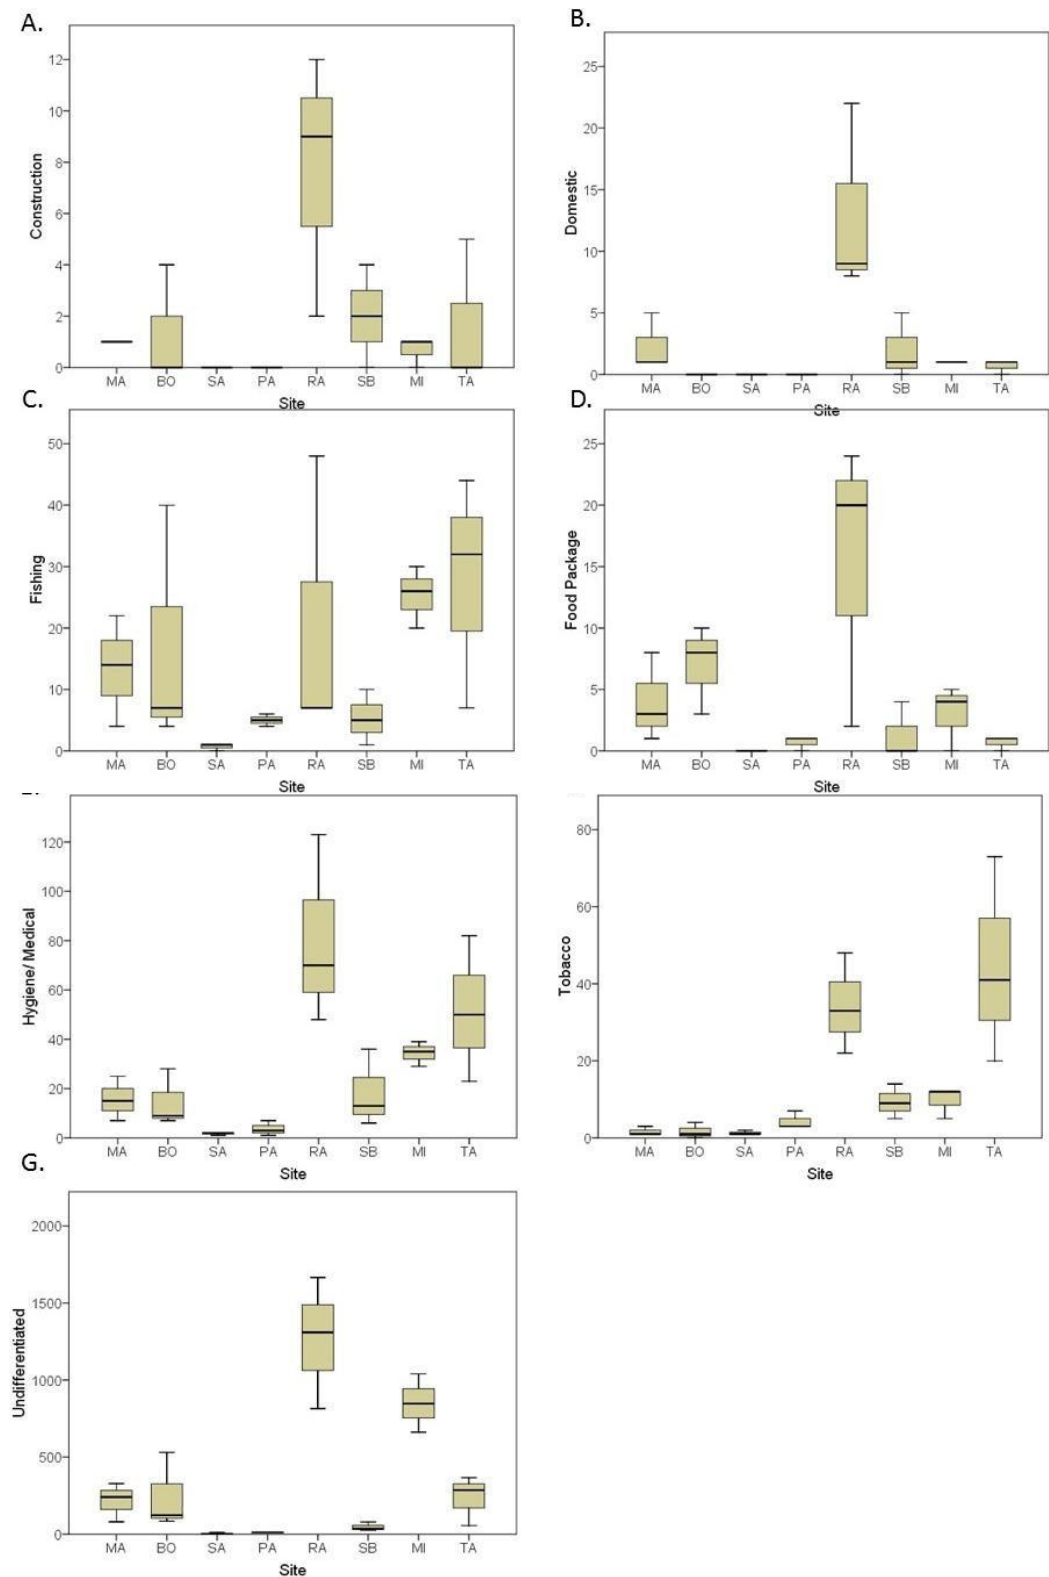 A.
Construction
12
10
8
6
4
2
0
MA BO SA PA RA SB MI TA
Site
B.
Domestic
25
20
15
10
5
0
MA BO SA PA RA SB MI TA
Site
C.
Fishing
50
40
30
20
10
0
MA BO SA PA RA SB MI TA
Site
D.
Food Package
25
20
15
10
5
0
MA BO SA PA RA SB MI TA
Site
Hygiene/ Medical
120
100
80
60
40
20
0
MA BO SA PA RA SB MI TA
Site
Tobacco
80
60
40
20
0
MA BO SA PA RA SB MI TA
Site
G.
Undifferentiated
2000
1500
1000
500
0
MA BO SA PA RA SB MI TA
Site